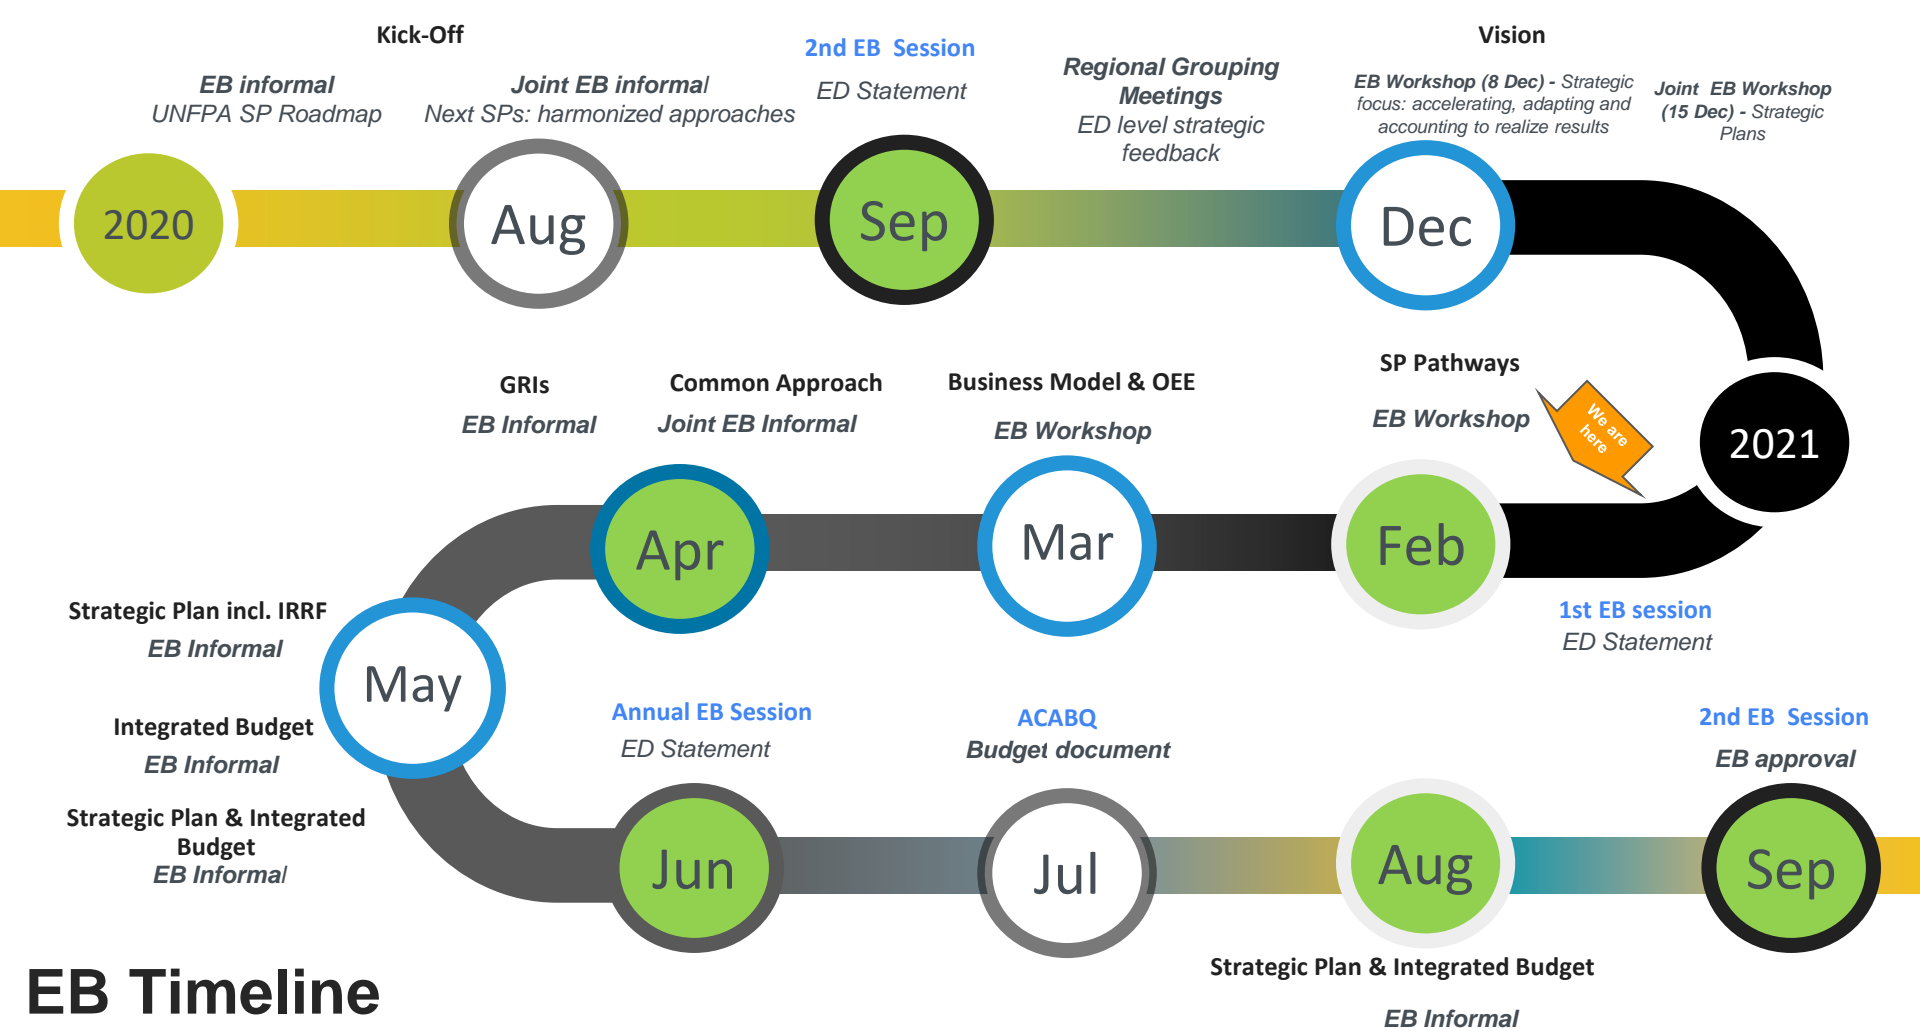 Kick-Off
EB informal
UNFPA SP Roadmap
Joint EB informal
Next SPs: harmonized approaches
2nd EB Session
ED Statement
Regional Grouping
Meetings
ED level strategic
feedback
Vision
EB Workshop (8 Dec) - Strategic
focus: accelerating, adapting and
accounting to realize results
Joint EB Workshop
(15 Dec) - Strategic
Plans
2020
Aug
Sep
Dec
2021
GRIs
EB Informal
Common Approach
Joint EB Informal
Business Model & OEE
EB Workshop
SP Pathways
EB Workshop
We are
here
Apr
Mar
Feb
1st EB session
ED Statement
Strategic Plan incl. IRRF
EB Informal
May
Integrated Budget
EB Informal
Strategic Plan & Integrated
Budget
EB Informal
Annual EB Session
ED Statement
ACABQ
Budget document
2nd EB Session
EB approval
Jun
Jul
Aug
Sep
Strategic Plan & Integrated Budget
EB Informal
EB Timeline